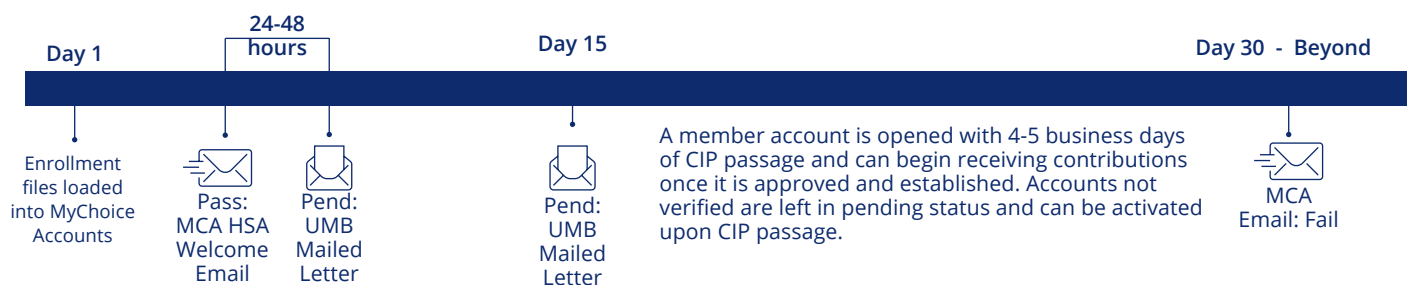 Day 1
24-48
hours
Day 15
Day 30 - Beyond
Enrollment
files loaded
into MyChoice
Accounts
Pass:
MCA HSA
Welcome
Email
Pend:
UMB
Mailed
Letter
Pend:
UMB
Mailed
Letter
A member account is opened with 4-5 business days
of CIP passage and can begin receiving contributions
once it is approved and established. Accounts not
verified are left in pending status and can be activated
upon CIP passage.
MCA
Email: Fail